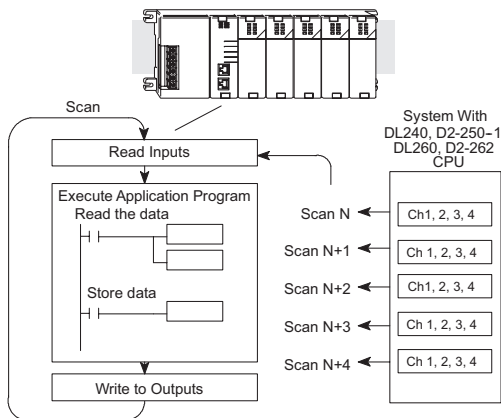 Scan
Read Inputs
Execute Application Program
Read the data
Store data
Write to Outputs
System With
DL240, D2-250-1
DL260, D2-262
CPU
Scan N
Ch1, 2, 3, 4
Scan N+1
Ch 1, 2, 3, 4
Scan N+2
Ch1, 2, 3, 4
Scan N+3
Ch 1, 2, 3, 4
Scan N+4
Ch 1, 2, 3, 4